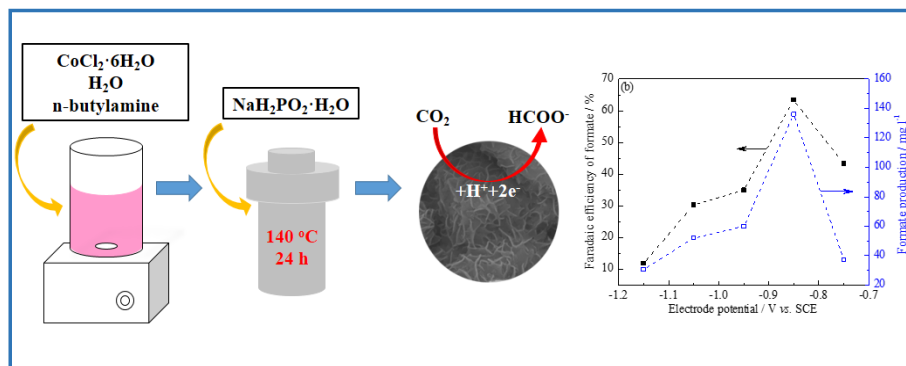 CoCl₂·6H₂O
H₂O
n-butylamine
NaH₂PO₂·H₂O
140 °C
24 h
CO₂
HCOO⁻
+H⁺+2e⁻
(b)
Faradaic efficiency of formate / %
70
60
50
40
30
20
10
-1.2
-1.1
-1.0
-0.9
-0.8
-0.7
Electrode potential / V vs. SCE
160
140
120
100
80
60
40
20
Formate production / mg l⁻¹